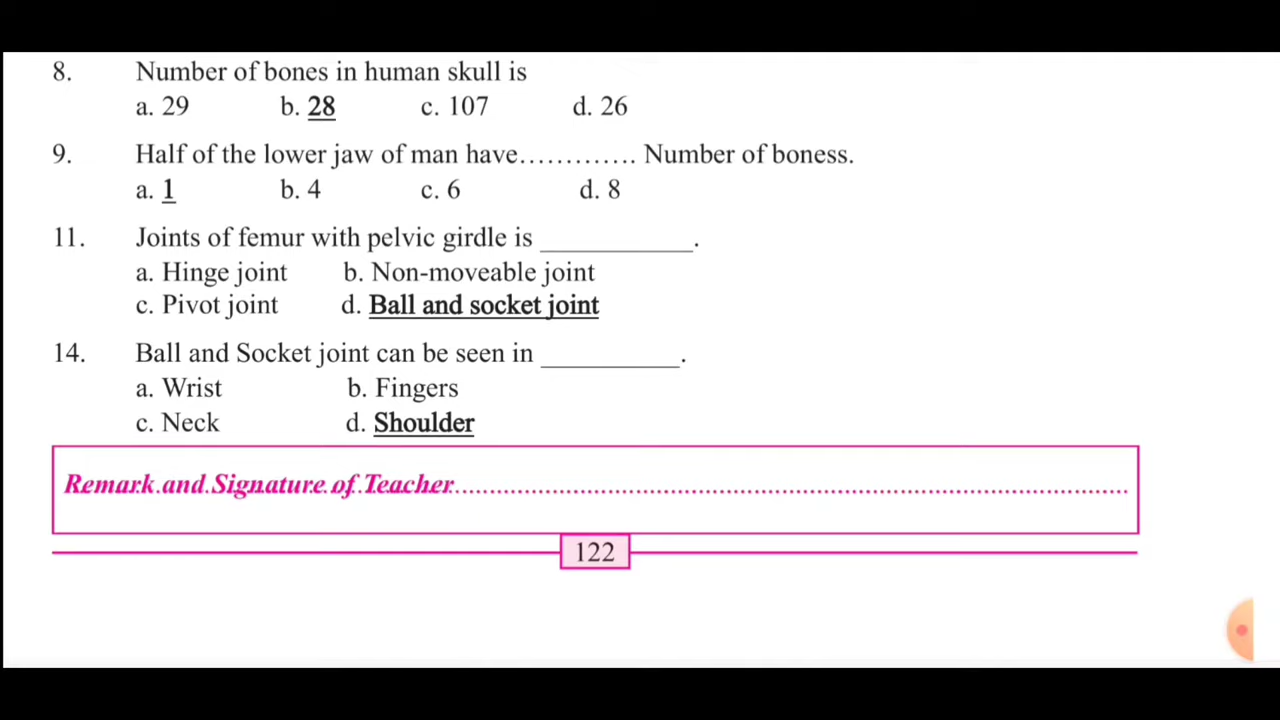 8. Number of bones in human skull is
a. 29 b. 28 c. 107 d. 26
9. Half of the lower jaw of man have…………. Number of boness.
a. 1 b. 4 c. 6 d. 8
11. Joints of femur with pelvic girdle is ___________.
a. Hinge joint b. Non-moveable joint
c. Pivot joint d. Ball and socket joint
14. Ball and Socket joint can be seen in __________.
a. Wrist b. Fingers
c. Neck d. Shoulder
Remark and Signature of Teacher....................................................................................................
122